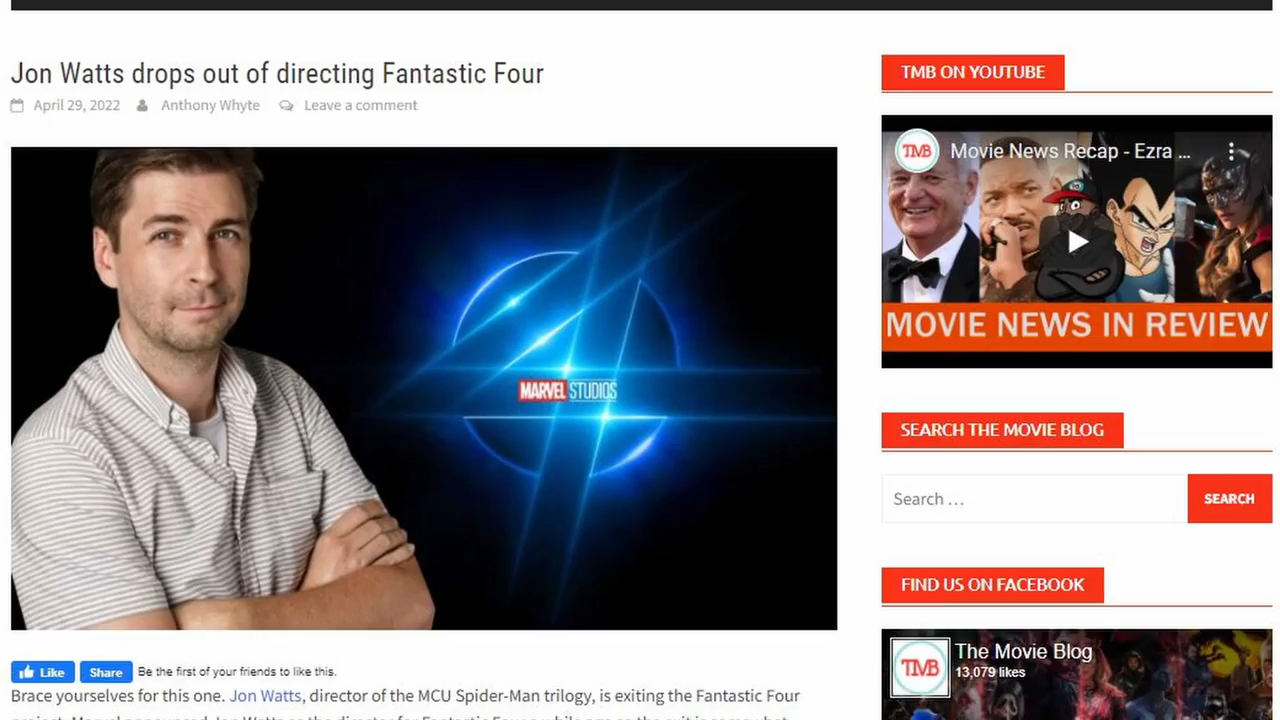 Jon Watts drops out of directing Fantastic Four
April 29, 2022 Anthony Whyte Leave a comment
MARVEL STUDIOS
Like Share Be the first of your friends to like this.
Brace yourselves for this one. Jon Watts, director of the MCU Spider-Man trilogy, is exiting the Fantastic Four
TMB ON YOUTUBE
TMB Movie News Recap - Ezra ...
MOVIE NEWS IN REVIEW
SEARCH THE MOVIE BLOG
Search … SEARCH
FIND US ON FACEBOOK
TMB The Movie Blog
13,079 likes